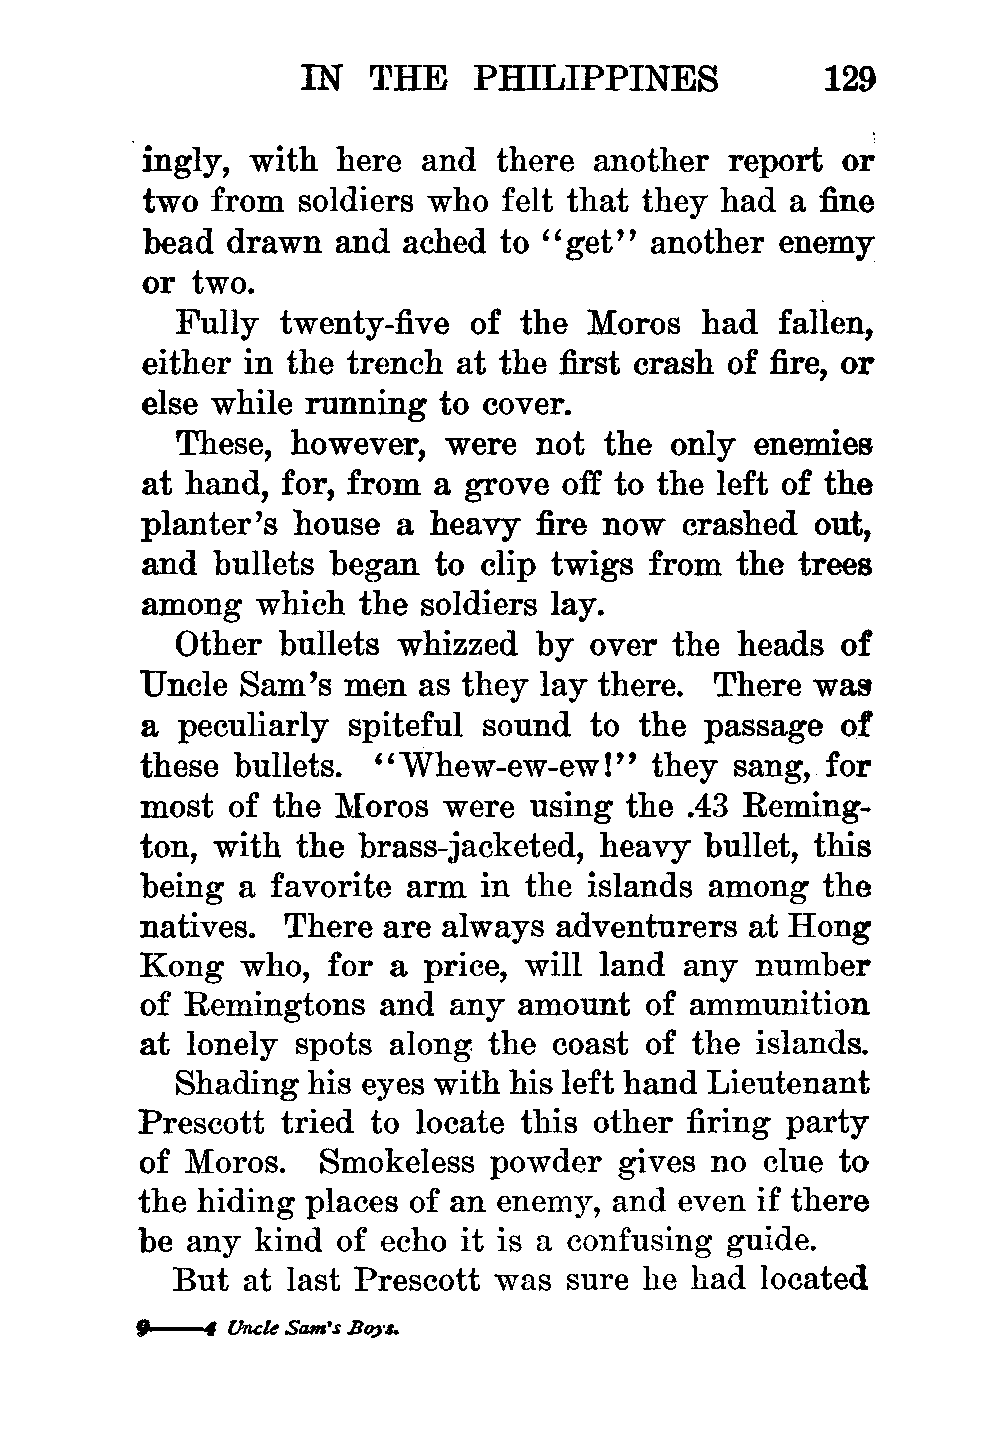 IN THE PHILIPPINES 129
ingly, with here and there another report or
two from soldiers who felt that they had a fine
bead drawn and ached to “get” another enemy
or two.
Fully twenty-five of the Moros had fallen,
either in the trench at the first crash of fire, or
else while running to cover.
These, however, were not the only enemies
at hand, for, from a grove off to the left of the
planter’s house a heavy fire now crashed out,
and bullets began to clip twigs from the trees
among which the soldiers lay.
Other bullets whizzed by over the heads of
Uncle Sam’s men as they lay there. There was
a peculiarly spiteful sound to the passage of
these bullets. “Whew-ew-ew!” they sang, for
most of the Moros were using the .43 Reming-
ton, with the brass-jacketed, heavy bullet, this
being a favorite arm in the islands among the
natives. There are always adventurers at Hong
Kong who, for a price, will land any number
of Remingtons and any amount of ammunition
at lonely spots along the coast of the islands.
Shading his eyes with his left hand Lieutenant
Prescott tried to locate this other firing party
of Moros. Smokeless powder gives no clue to
the hiding places of an enemy, and even if there
be any kind of echo it is a confusing guide.
But at last Prescott was sure he had located
9——4 Uncle Sam's Boys.